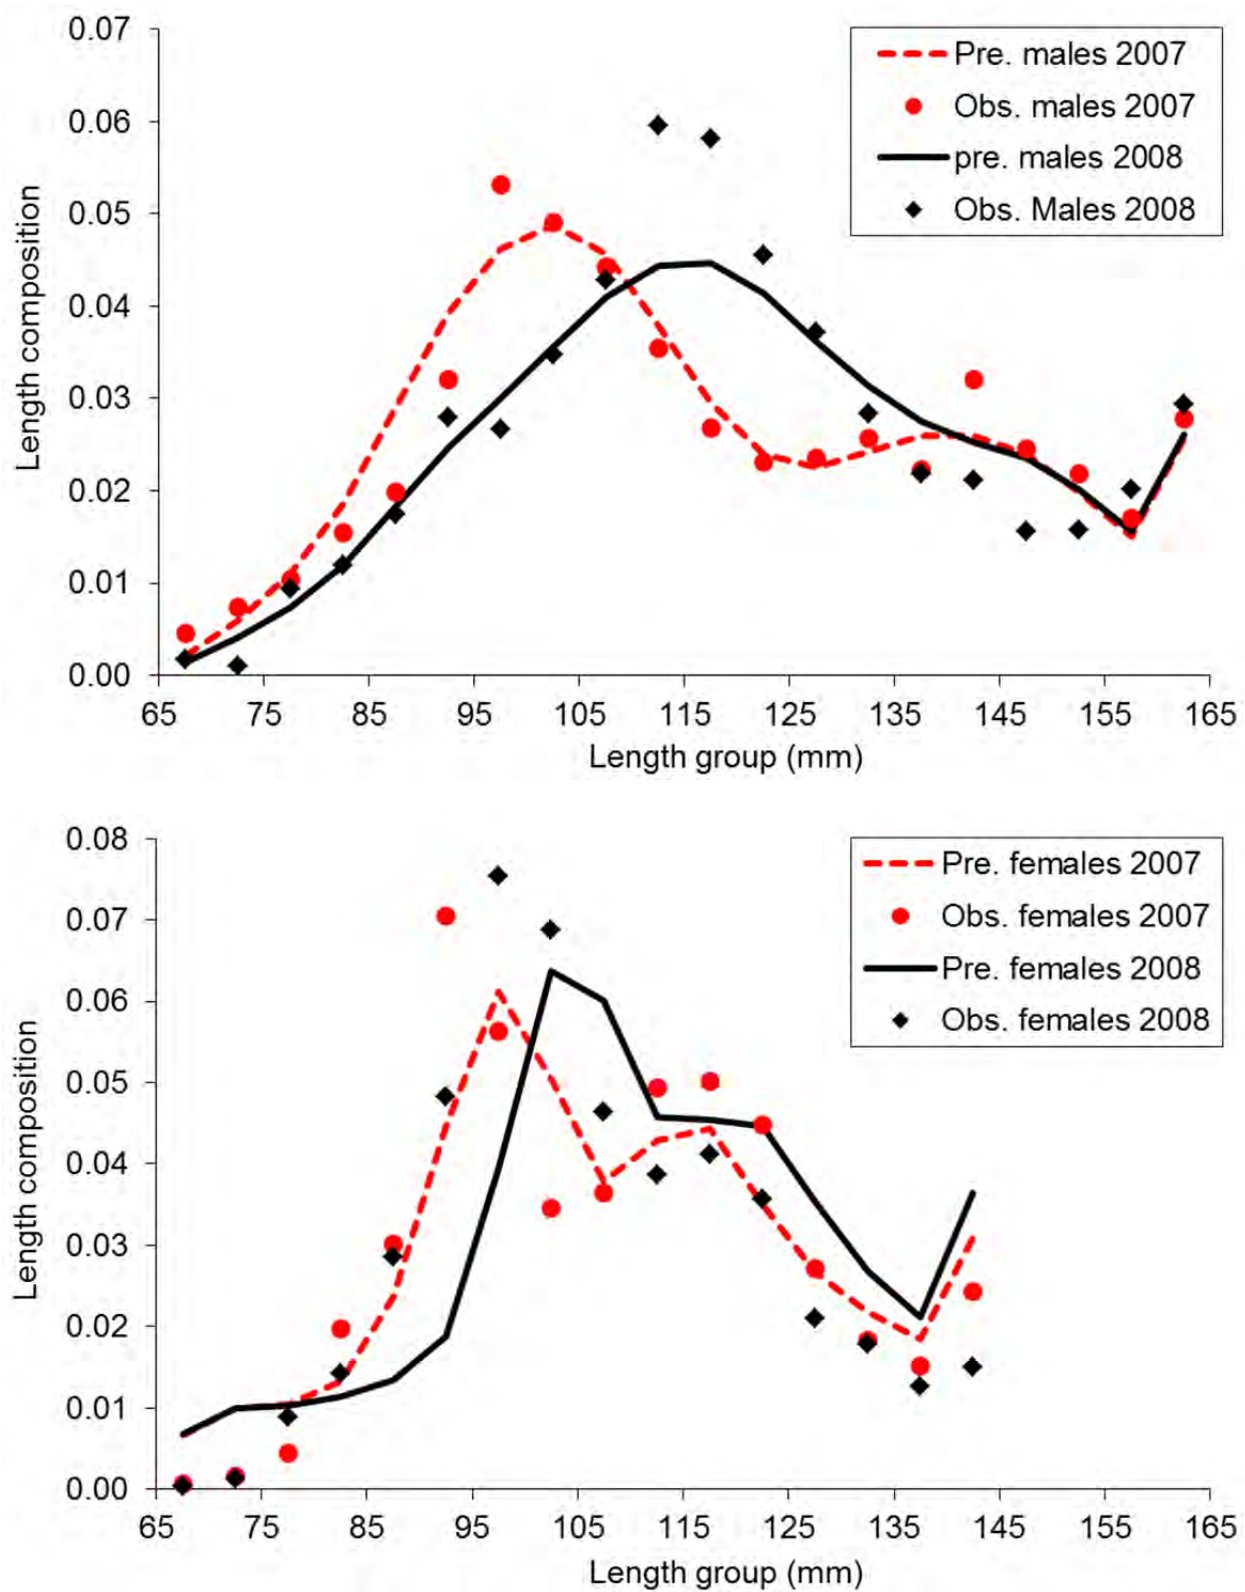 0.07
0.06
0.05
0.04
0.03
0.02
0.01
0.00
Length composition
65 75 85 95 105 115 125 135 145 155 165
Length group (mm)
Pre. males 2007
Obs. males 2007
pre. males 2008
Obs. Males 2008
0.08
0.07
0.06
0.05
0.04
0.03
0.02
0.01
0.00
Length composition
65 75 85 95 105 115 125 135 145 155 165
Length group (mm)
Pre. females 2007
Obs. females 2007
Pre. females 2008
Obs. females 2008